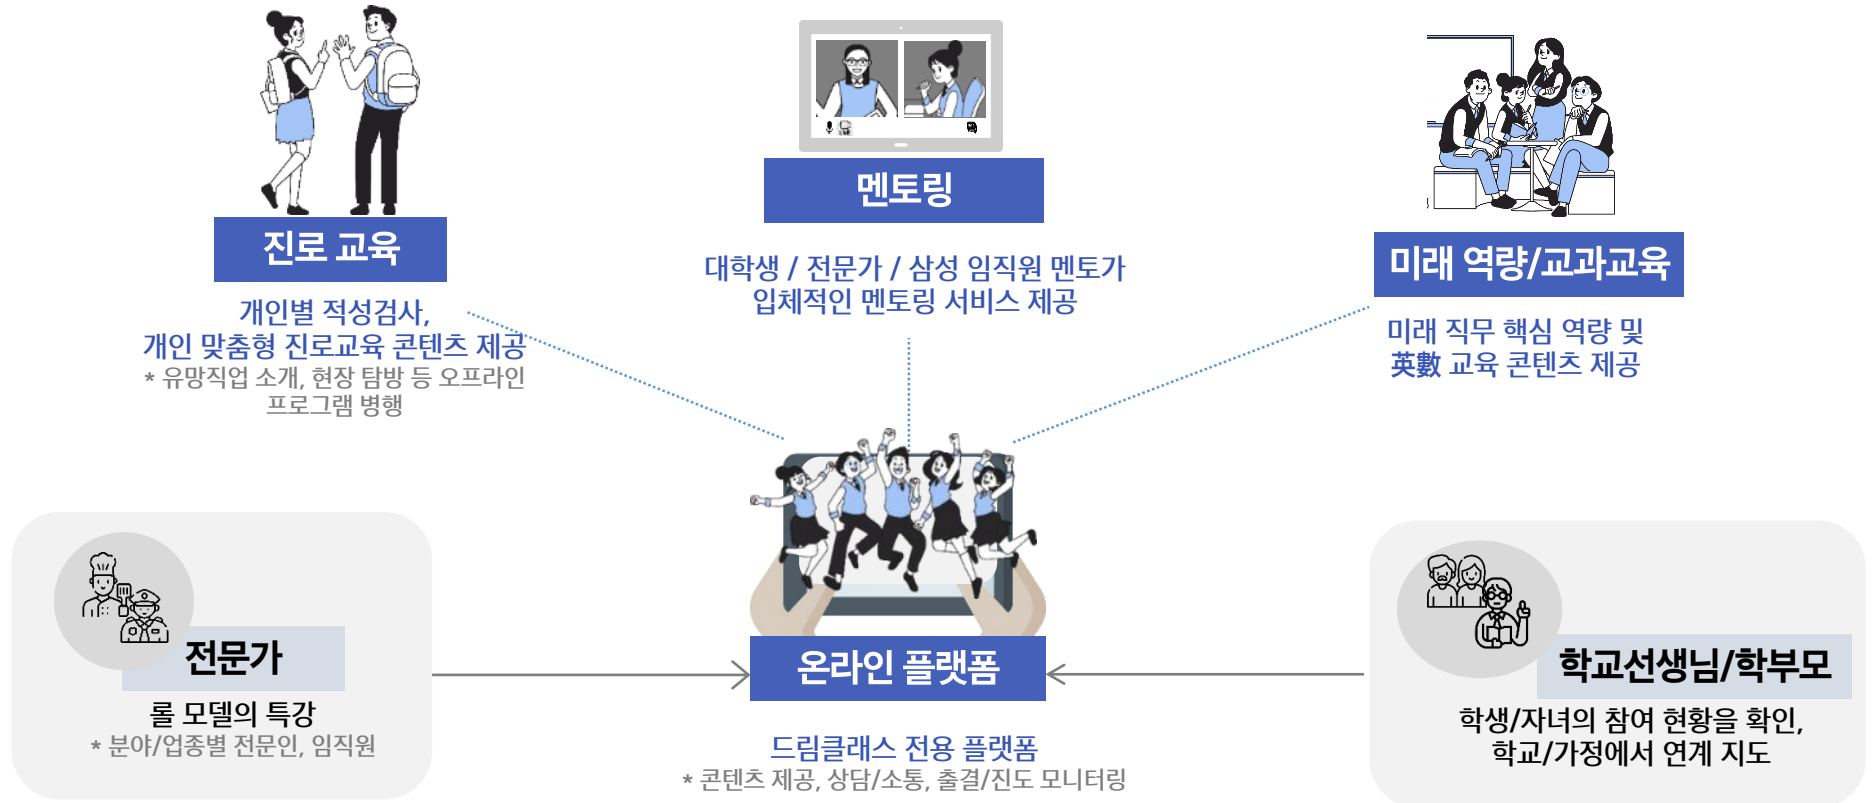 진로 교육
개인별 적성검사,
개인 맞춤형 진로교육 콘텐츠 제공
* 유망직업 소개, 현장 탐방 등 오프라인
프로그램 병행
멘토링
대학생 / 전문가 / 삼성 임직원 멘토가
입체적인 멘토링 서비스 제공
미래 역량/교과교육
미래 직무 핵심 역량 및
英數 교육 콘텐츠 제공
전문가
롤 모델의 특강
* 분야/업종별 전문인, 임직원
온라인 플랫폼
드림클래스 전용 플랫폼
* 콘텐츠 제공, 상담/소통, 출결/진도 모니터링
학교선생님/학부모
학생/자녀의 참여 현황을 확인,
학교/가정에서 연계 지도